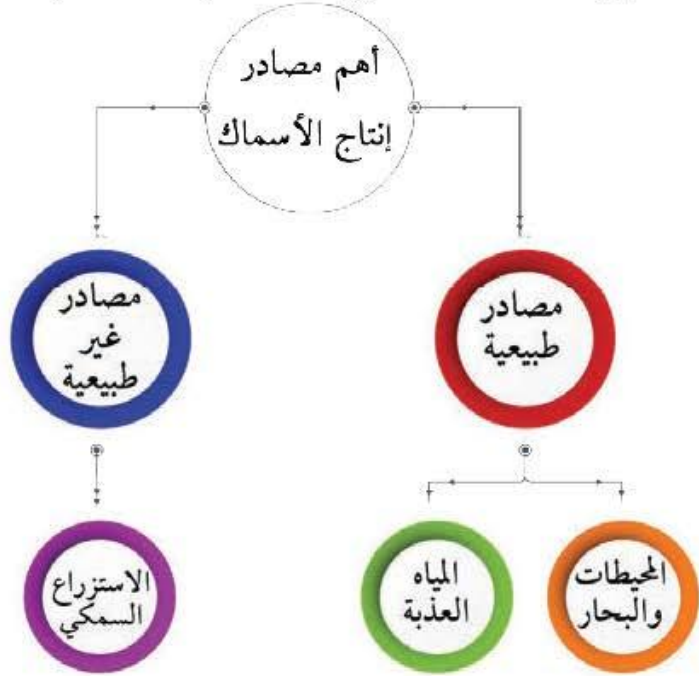 أهم مصادر
إنتاج الأسماك
مصادر
طبيعية
مصادر
غير
طبيعية
المحيطات
والبحار
المياه
العذبة
الاستزراع
السمكي